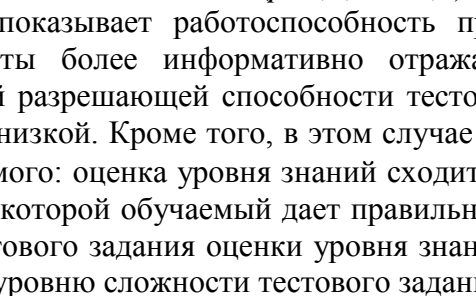 показывает работоспособность п
ты более информативно отража
й разрешающей способности тесто
низкой. Кроме того, в этом случае
мого: оценка уровня знаний сходит
которой обучаемый дает правильн
тового задания оценки уровня знан
уровню сложности тестового задани